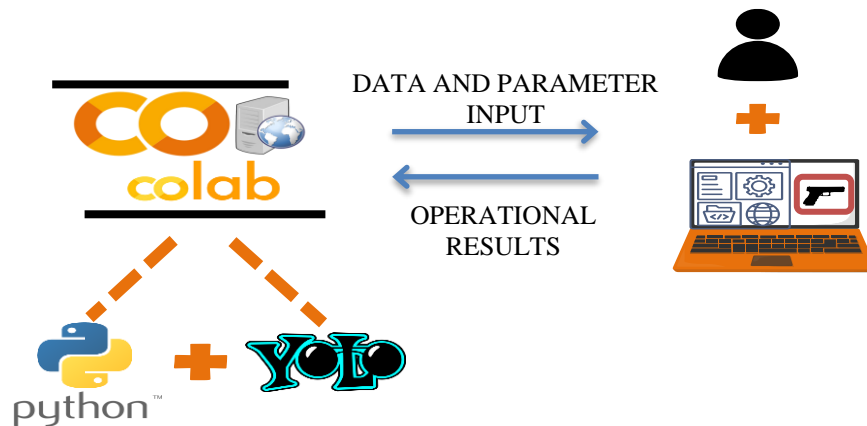 DATA AND PARAMETER
INPUT
CO
colab
OPERATIONAL
RESULTS
python™
YOLO